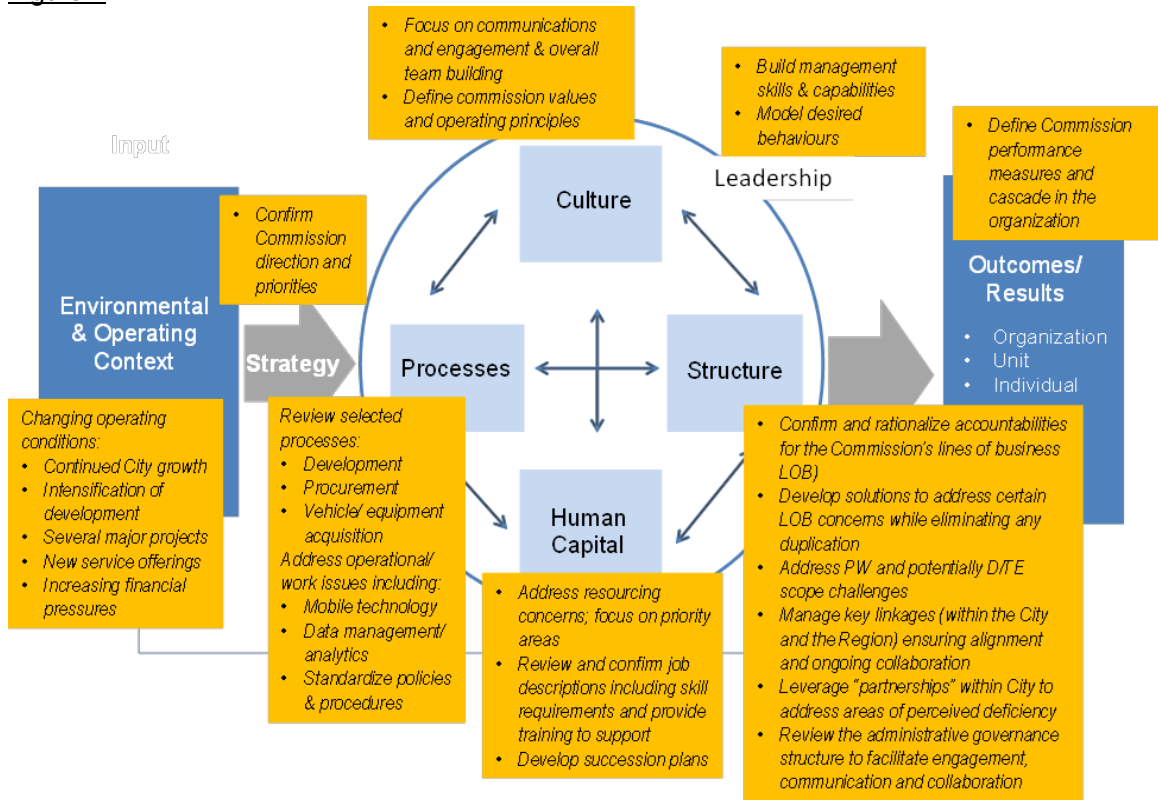 • Focus on communications
and engagement & overall
team building
• Define commission values
and operating principles
• Build management
skills & capabilities
• Model desired
behaviours
• Define Commission
performance
measures and
cascade in the
organization
Input
Leadership
Culture
• Confirm
Commission
direction and
priorities
Environmental
& Operating
Context
Strategy
Processes
Structure
Outcomes/
Results
• Organization
• Unit
• Individual
Human
Capital
Changing operating
conditions:
• Continued City growth
• Intensification of
development
• Several major projects
• New service offerings
• Increasing financial
pressures
Review selected
processes:
• Development
• Procurement
• Vehicle/ equipment
acquisition
Address operational/
work issues including:
• Mobile technology
• Data management/
analytics
• Standardize policies
& procedures
• Address resourcing
concerns; focus on priority
areas
• Review and confirm job
descriptions including skill
requirements and provide
training to support
• Develop succession plans
• Confirm and rationalize accountabilities
for the Commission's lines of business
LOB)
• Develop solutions to address certain
LOB concerns while eliminating any
duplication
• Address PW and potentially D/TE
scope challenges
• Manage key linkages (within the City
and the Region) ensuring alignment
and ongoing collaboration
• Leverage "partnerships" within City to
address areas of perceived deficiency
• Review the administrative governance
structure to facilitate engagement,
communication and collaboration